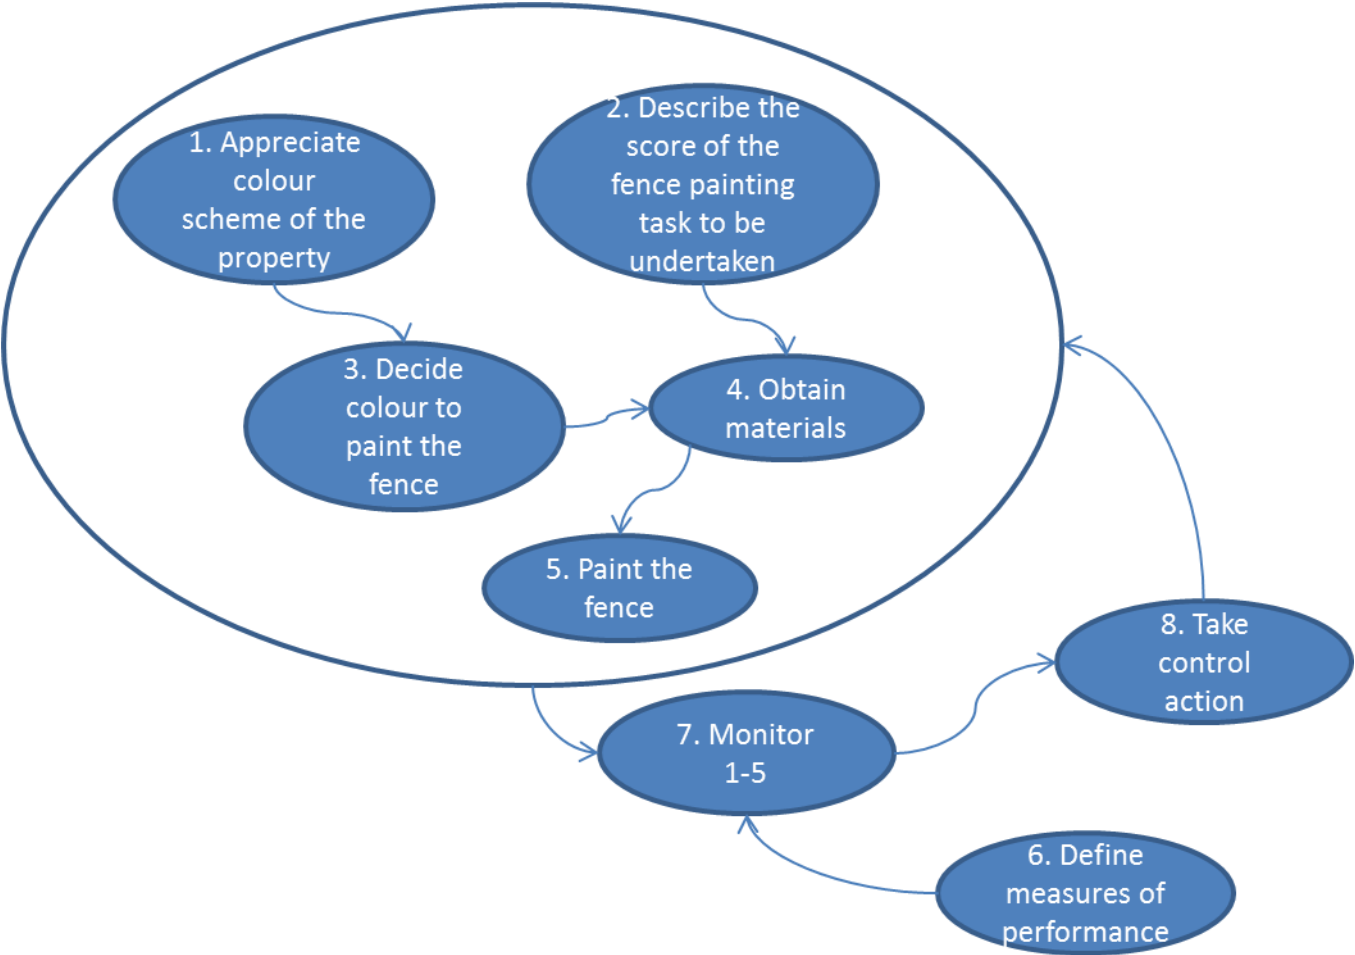 1. Appreciate
colour
scheme of the
property
2. Describe the
score of the
fence painting
task to be
undertaken
3. Decide
colour to
paint the
fence
4. Obtain
materials
5. Paint the
fence
8. Take
control
action
7. Monitor
1-5
6. Define
measures of
performance